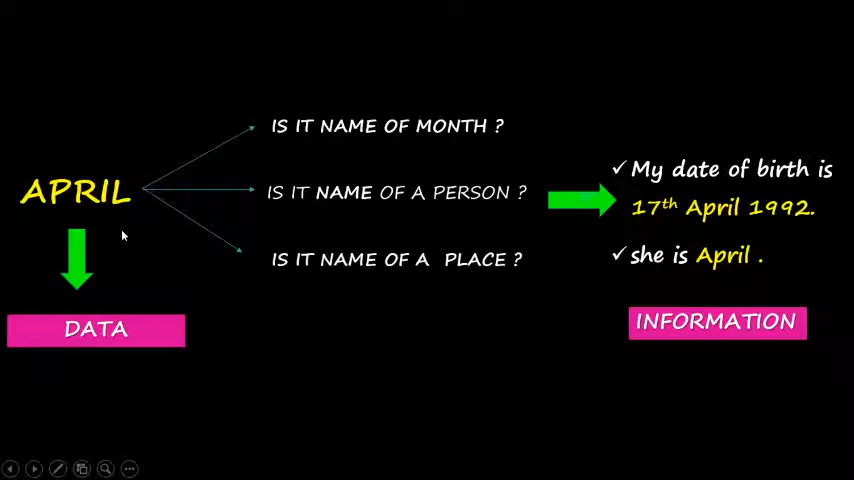 APRIL
DATA
IS IT NAME OF MONTH ?
IS IT NAME OF A PERSON ?
IS IT NAME OF A PLACE ?
✓ My date of birth is
17th April 1992.
✓ she is April .
INFORMATION